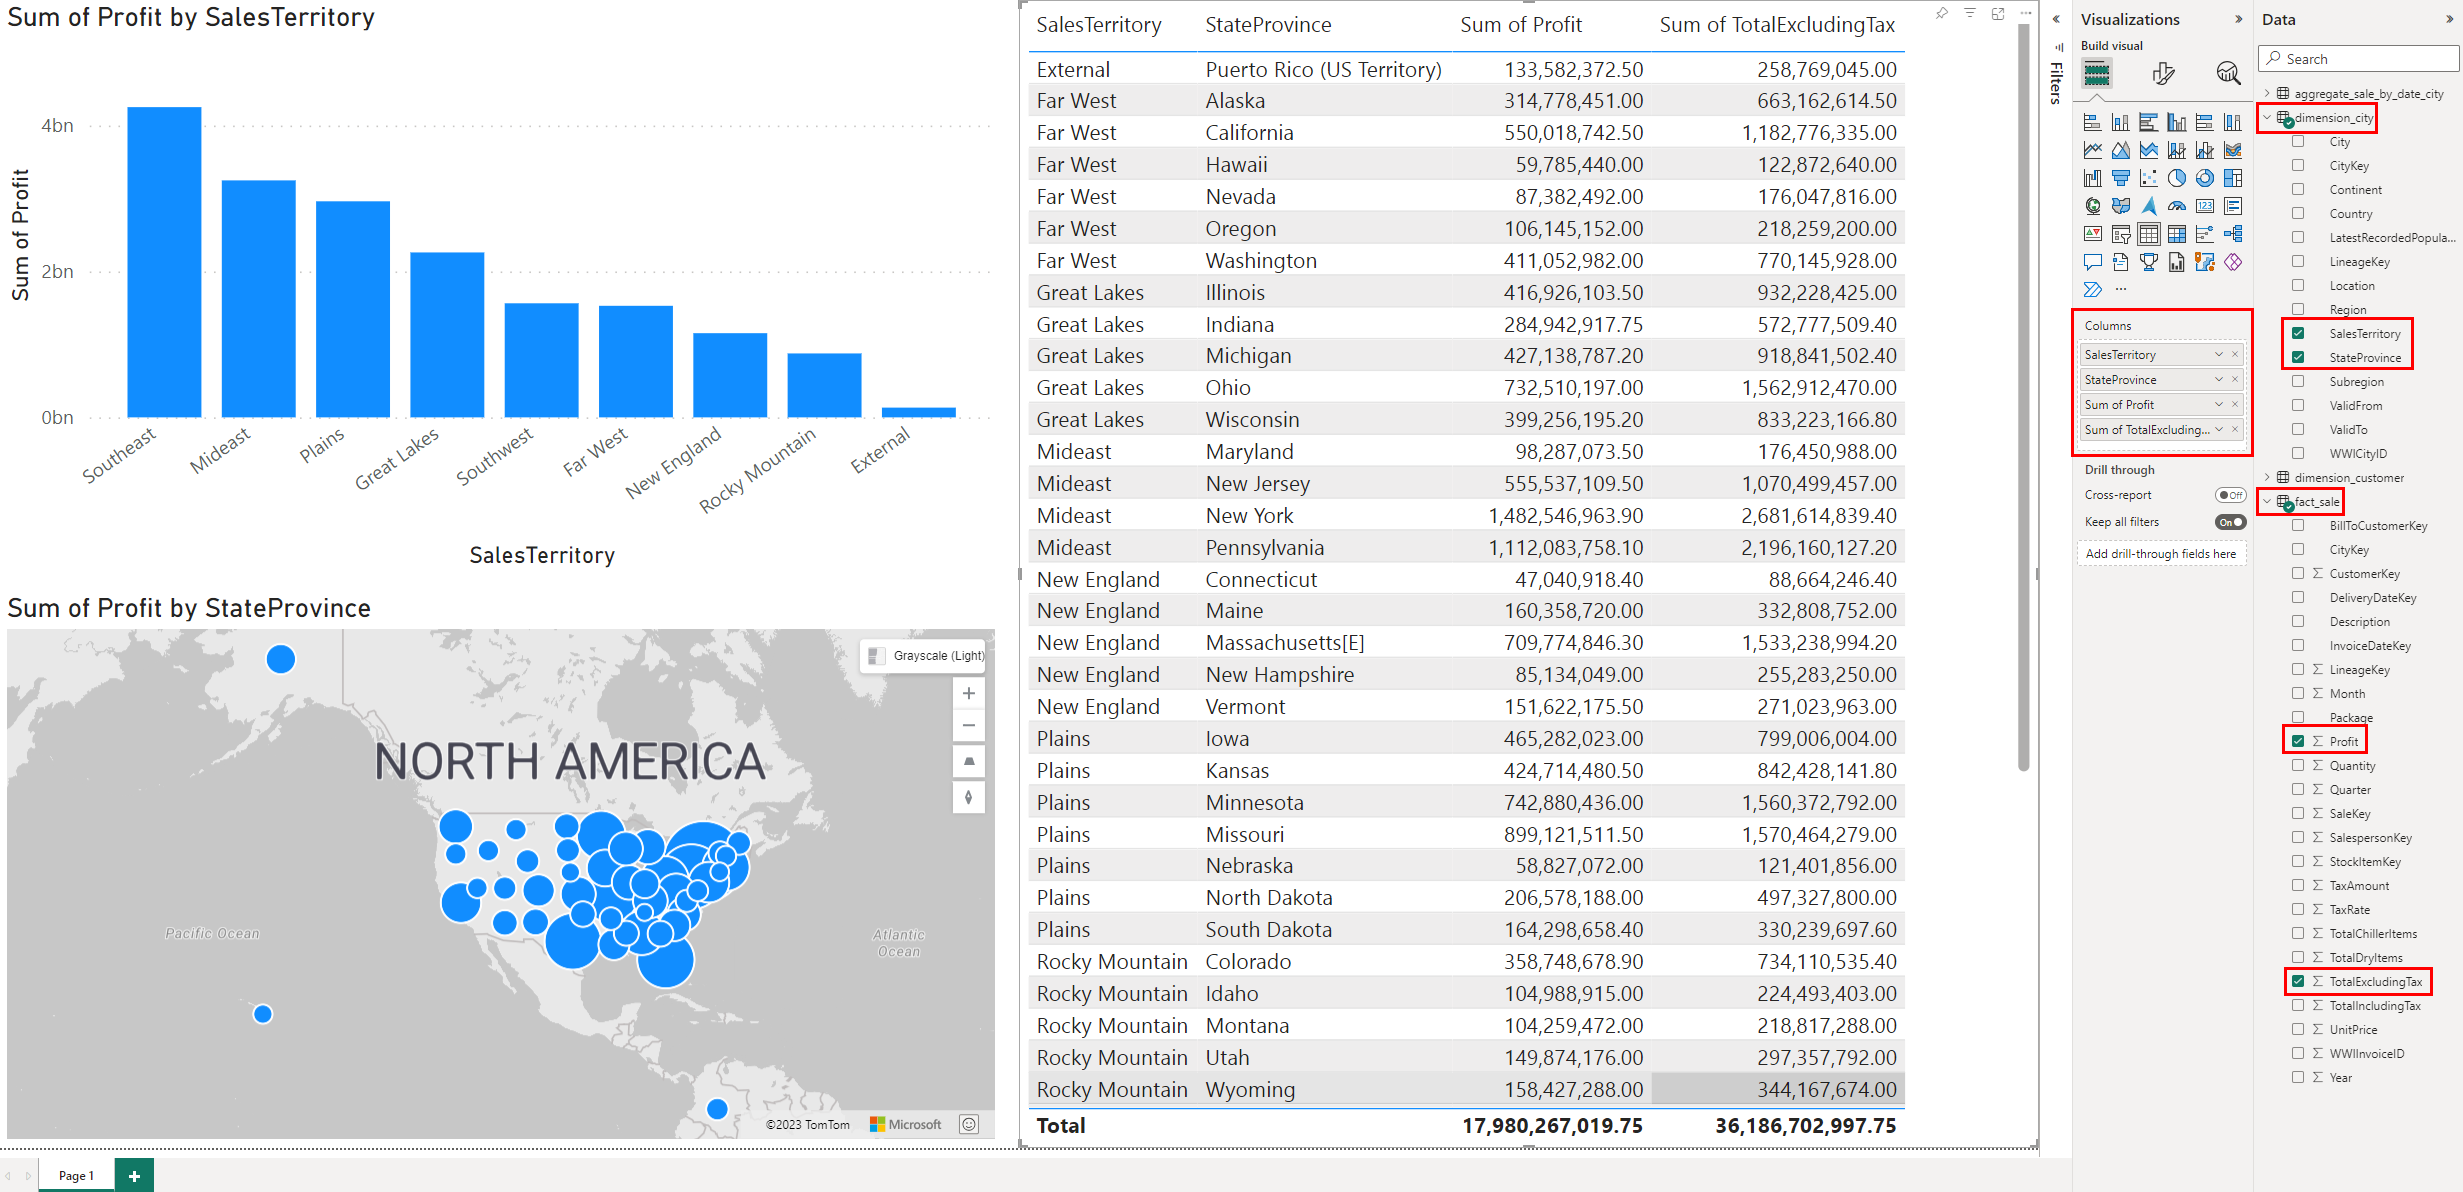 Sum of Profit by SalesTerritory
4bn
2bn
0bn
Sum of Profit
Southeast
Mideast
Plains
Great Lakes
Southwest
Far West
New England
Rocky Mountain
External
SalesTerritory
Sum of Profit by StateProvince
Grayscale (Light)
NORTH AMERICA
Pacific Ocean
Atlantic
Ocean
©2023 TomTom
Microsoft
SalesTerritory StateProvince Sum of Profit Sum of TotalExcludingTax
External Puerto Rico (US Territory) 133,582,372.50 258,769,045.00
Far West Alaska 314,778,451.00 663,162,614.50
Far West California 550,018,742.50 1,182,776,335.00
Far West Hawaii 59,785,440.00 122,872,640.00
Far West Nevada 87,382,492.00 176,047,816.00
Far West Oregon 106,145,152.00 218,259,200.00
Far West Washington 411,052,982.00 770,145,928.00
Great Lakes Illinois 416,926,103.50 932,228,425.00
Great Lakes Indiana 284,942,917.75 572,777,509.40
Great Lakes Michigan 427,138,787.20 918,841,502.40
Great Lakes Ohio 732,510,197.00 1,562,912,470.00
Great Lakes Wisconsin 399,256,195.20 833,223,166.80
Mideast Maryland 98,287,073.50 176,450,988.00
Mideast New Jersey 555,537,109.50 1,070,499,457.00
Mideast New York 1,482,546,963.90 2,681,614,839.40
Mideast Pennsylvania 1,112,083,758.10 2,196,160,127.20
New England Connecticut 47,040,918.40 88,664,246.40
New England Maine 160,358,720.00 332,808,752.00
New England Massachusetts[E] 709,774,846.30 1,533,238,994.20
New England New Hampshire 85,134,049.00 255,283,250.00
New England Vermont 151,622,175.50 271,023,963.00
Plains Iowa 465,282,023.00 799,006,004.00
Plains Kansas 424,714,480.50 842,428,141.80
Plains Minnesota 742,880,436.00 1,560,372,792.00
Plains Missouri 899,121,511.50 1,570,464,279.00
Plains Nebraska 58,827,072.00 121,401,856.00
Plains North Dakota 206,578,188.00 497,327,800.00
Plains South Dakota 164,298,658.40 330,239,697.60
Rocky Mountain Colorado 358,748,678.90 734,110,535.40
Rocky Mountain Idaho 104,988,915.00 224,493,403.00
Rocky Mountain Montana 104,259,472.00 218,817,288.00
Rocky Mountain Utah 149,874,176.00 297,357,792.00
Rocky Mountain Wyoming 158,427,288.00 344,167,674.00
Total 17,980,267,019.75 36,186,702,997.75
Page 1
Filters
Visualizations
Build visual
123
Columns
SalesTerritory
StateProvince
Sum of Profit
Sum of TotalExcluding...
Drill through
Cross-report Off
Keep all filters On
Add drill-through fields here
Data
Search
aggregate_sale_by_date_city
dimension_city
City
CityKey
Continent
Country
LatestRecordedPopula...
LineageKey
Location
Region
SalesTerritory
StateProvince
Subregion
ValidFrom
ValidTo
WWICityID
dimension_customer
fact_sale
BillToCustomerKey
CityKey
CustomerKey
DeliveryDateKey
Description
InvoiceDateKey
LineageKey
Month
Package
Profit
Quantity
Quarter
SaleKey
SalespersonKey
StockItemKey
TaxAmount
TaxRate
TotalChillerItems
TotalDryItems
TotalExcludingTax
TotalIncludingTax
UnitPrice
WWIInvoiceID
Year